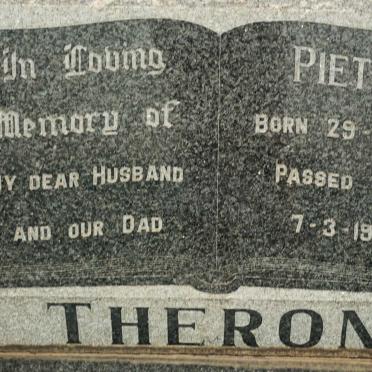 In Loving
Memory of
MY DEAR HUSBAND
AND OUR DAD
PIET
BORN 29-
PASSED
7-3-19
THERON